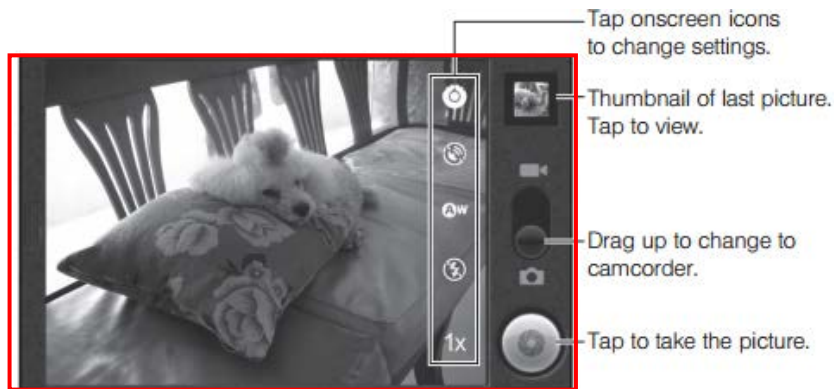 Tap onscreen icons
to change settings.
Thumbnail of last picture.
Tap to view.
AW
Drag up to change to
camcorder.
1x
Tap to take the picture.